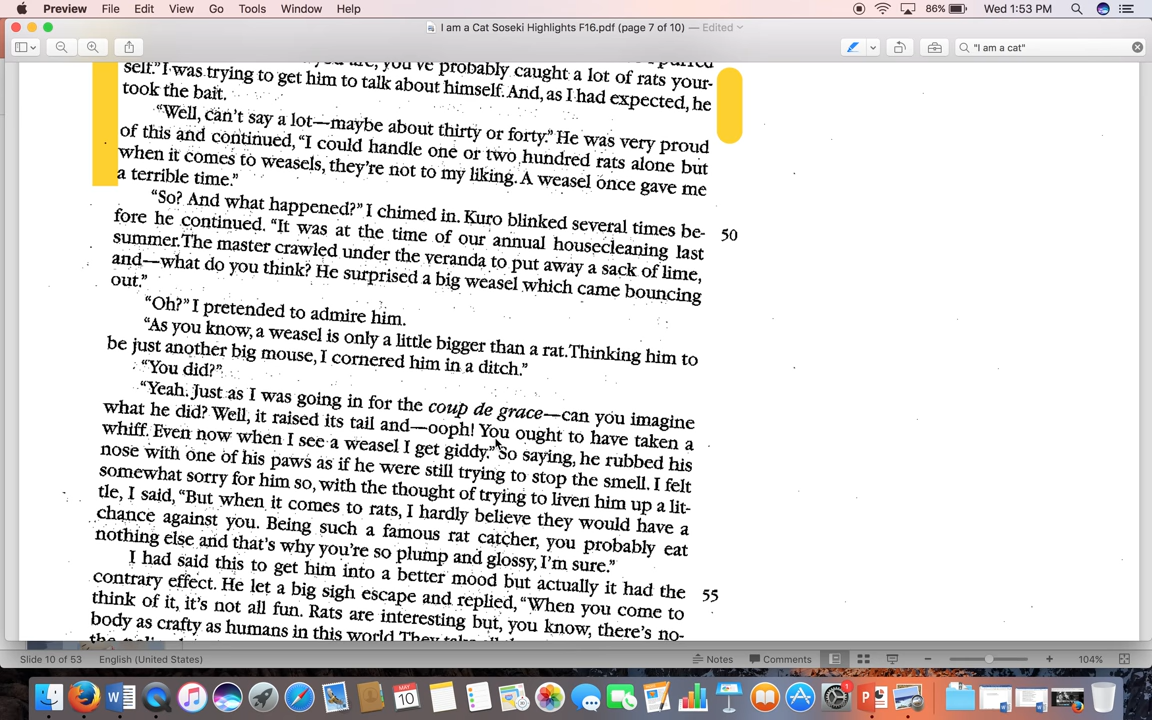 Preview File Edit View Go Tools Window Help 86% Wed 1:53 PM
I am a Cat Soseki Highlights F16.pdf (page 7 of 10) — Edited
"I am a cat"
you've probably caught a lot of rats your-
self." I was trying to get him to talk about himself. And, as I had expected, he
took the bait.
"Well, can't say a lot—maybe about thirty or forty." He was very proud
of this and continued, "I could handle one or two hundred rats alone but
when it comes to weasels, they're not to my liking. A weasel once gave me
a terrible time."
"So? And what happened?" I chimed in. Kuro blinked several times be- 50
fore he continued. "It was at the time of our annual housecleaning last
summer. The master crawled under the veranda to put away a sack of lime,
and—what do you think? He surprised a big weasel which came bouncing
out."
"Oh?" I pretended to admire him.
"As you know, a weasel is only a little bigger than a rat. Thinking him to
be just another big mouse, I cornered him in a ditch."
"You did?"
"Yeah. Just as I was going in for the coup de grace—can you imagine
what he did? Well, it raised its tail and—ooph! You ought to have taken a
whiff. Even now when I see a weasel I get giddy." So saying, he rubbed his
nose with one of his paws as if he were still trying to stop the smell. I felt
somewhat sorry for him so, with the thought of trying to liven him up a lit-
tle, I said, "But when it comes to rats, I hardly believe they would have a
chance against you. Being such a famous rat catcher, you probably eat
nothing else and that's why you're so plump and glossy, I'm sure."
I had said this to get him into a better mood but actually it had the 55
contrary effect. He let a big sigh escape and replied, "When you come to
think of it, it's not all fun. Rats are interesting but, you know, there's no-
body as crafty as humans in this world
Slide 10 of 53 English (United States) Notes Comments 104%
MAY
10
1